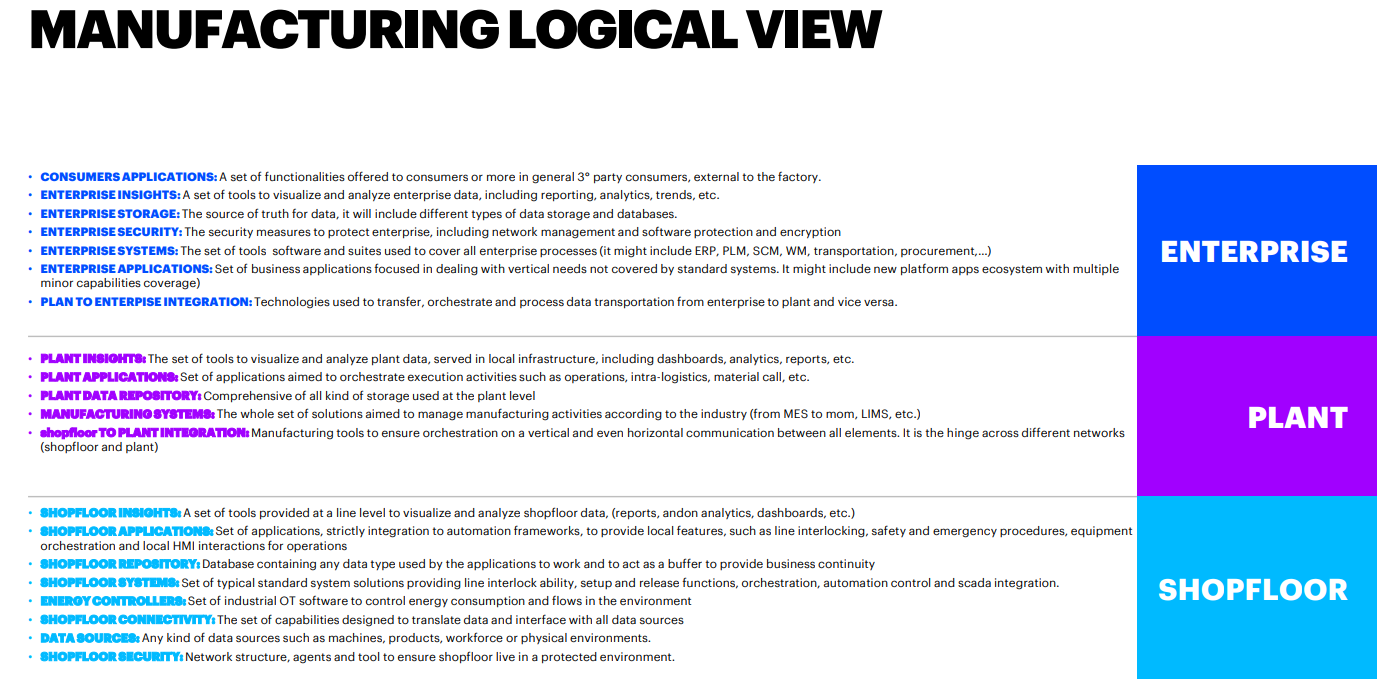 MANUFACTURING LOGICAL VIEW
• CONSUMERS APPLICATIONS: A set of functionalities offered to consumers or more in general 3° party consumers, external to the factory.
• ENTERPRISE INSIGHTS: A set of tools to visualize and analyze enterprise data, including reporting, analytics, trends, etc.
• ENTERPRISE STORAGE: The source of truth for data, it will include different types of data storage and databases.
• ENTERPRISE SECURITY: The security measures to protect enterprise, including network management and software protection and encryption
• ENTERPRISE SYSTEMS: The set of tools  software and suites used to cover all enterprise processes (it might include ERP, PLM, SCM, WM, transportation, procurement,...)
• ENTERPRISE APPLICATIONS: Set of business applications focused in dealing with vertical needs not covered by standard systems. It might include new platform apps ecosystem with multiple
minor capabilities coverage)
• PLAN TO ENTERPISE INTEGRATION: Technologies used to transfer, orchestrate and process data transportation from enterprise to plant and vice versa.
ENTERPRISE
• PLANT INSIGHTS: The set of tools to visualize and analyze plant data, served in local infrastructure, including dashboards, analytics, reports, etc.
• PLANT APPLICATIONS: Set of applications aimed to orchestrate execution activities such as operations, intra-logistics, material call, etc.
• PLANT DATA REPOSITORY: Comprehensive of all kind of storage used at the plant level
• MANUFACTURING SYSTEMS: The whole set of solutions aimed to manage manufacturing activities according to the industry (from MES to mom, LIMS, etc.)
• shopfloor TO PLANT INTEGRATION: Manufacturing tools to ensure orchestration on a vertical and even horizontal communication between all elements. It is the hinge across different networks
(shopfloor and plant)
PLANT
• SHOPFLOOR INSIGHTS: A set of tools provided at a line level to visualize and analyze shopfloor data, (reports, andon analytics, dashboards, etc.)
• SHOPFLOOR APPLICATIONS: Set of applications, strictly integration to automation frameworks, to provide local features, such as line interlocking, safety and emergency procedures, equipment
orchestration and local HMI interactions for operations
• SHOPFLOOR REPOSITORY: Database containing any data type used by the applications to work and to act as a buffer to provide business continuity
• SHOPFLOOR SYSTEMS: Set of typical standard system solutions providing line interlock ability, setup and release functions, orchestration, automation control and scada integration.
• ENERGY CONTROLLERS: Set of industrial OT software to control energy consumption and flows in the environment
• SHOPFLOOR CONNECTIVITY: The set of capabilities designed to translate data and interface with all data sources
• DATA SOURCES: Any kind of data sources such as machines, products, workforce or physical environments.
• SHOPFLOOR SECURITY: Network structure, agents and tool to ensure shopfloor live in a protected environment.
SHOPFLOOR